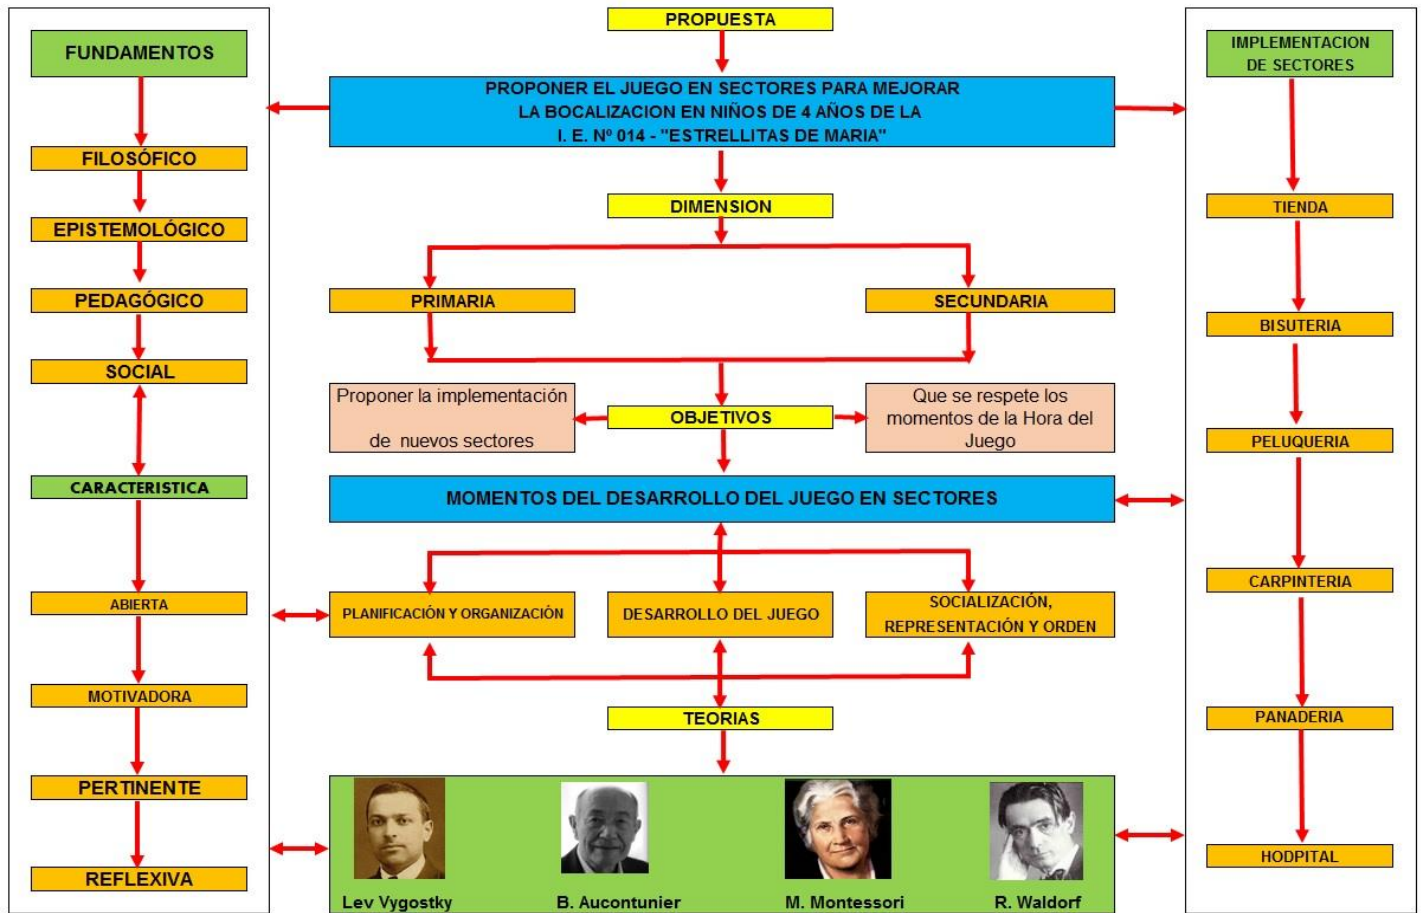 FUNDAMENTOS
FILOSÓFICO
EPISTEMOLÓGICO
PEDAGÓGICO
SOCIAL
CARACTERISTICA
ABIERTA
MOTIVADORA
PERTINENTE
REFLEXIVA
PROPUESTA
PROPONER EL JUEGO EN SECTORES PARA MEJORAR
LA BOCALIZACION EN NIÑOS DE 4 AÑOS DE LA
I. E. Nº 014 - "ESTRELLITAS DE MARIA"
DIMENSION
PRIMARIA
SECUNDARIA
Proponer la implementación
de nuevos sectores
OBJETIVOS
Que se respete los
momentos de la Hora del
Juego
MOMENTOS DEL DESARROLLO DEL JUEGO EN SECTORES
PLANIFICACIÓN Y ORGANIZACIÓN
DESARROLLO DEL JUEGO
SOCIALIZACIÓN,
REPRESENTACIÓN Y ORDEN
TEORIAS
Lev Vygostky
B. Aucontunier
M. Montessori
R. Waldorf
IMPLEMENTACION
DE SECTORES
TIENDA
BISUTERIA
PELUQUERIA
CARPINTERIA
PANADERIA
HODPITAL